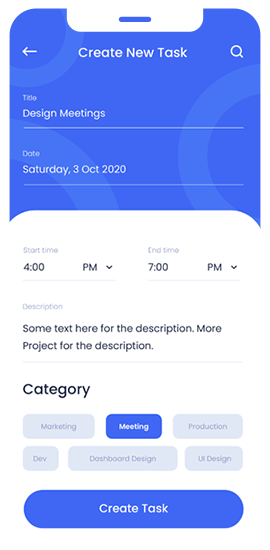 Create New Task
Title
Design Meetings
Date
Saturday, 3 Oct 2020
Start time End time
4:00 PM 7:00 PM
Description
Some text here for the description. More
Project for the description.
Category
Marketing Meeting Production
Dev Dashboard Design UI Design
Create Task